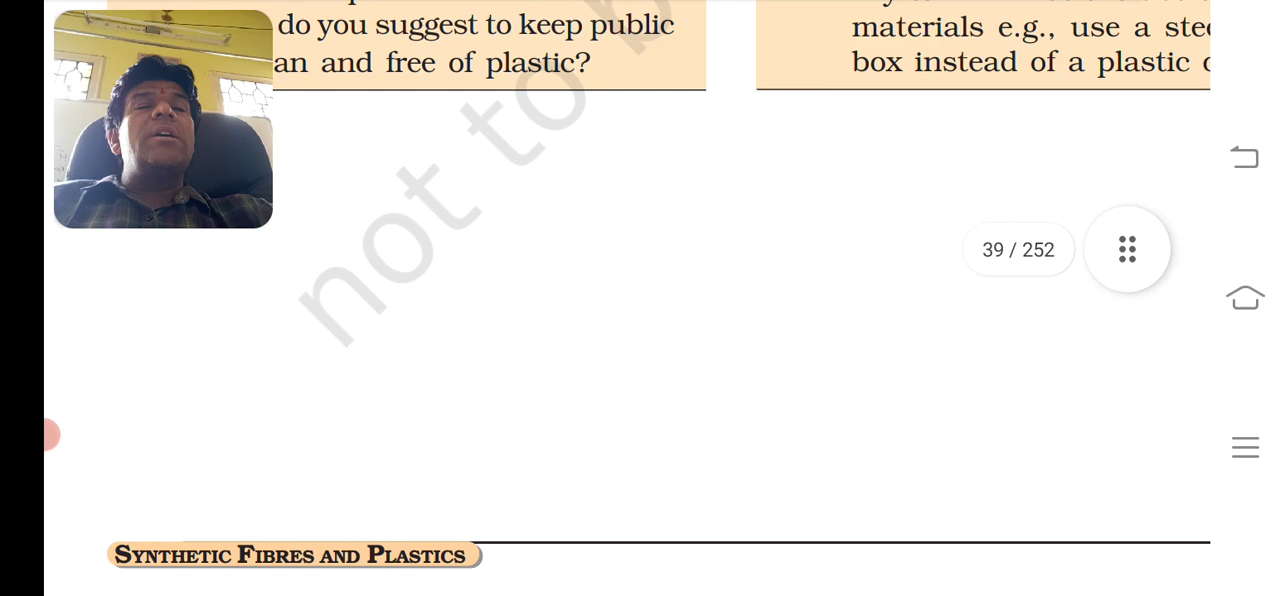 do you suggest to keep public
an and free of plastic?
materials e.g., use a
box instead of a plastic
not to
39 / 252
SYNTHETIC FIBRES AND PLASTICS